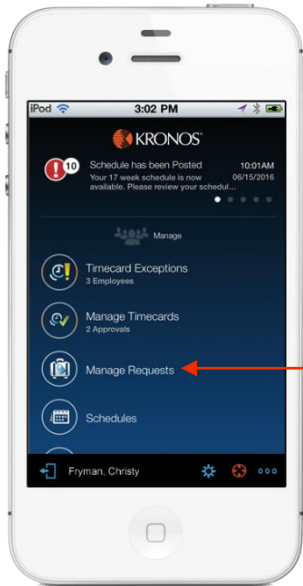 iPod 3:02 PM
KRONOS
10 Schedule has been Posted 10:01AM
Your 17 week schedule is now 06/15/2016
available. Please review your schedul...
Manage
Timecard Exceptions
3 Employees
Manage Timecards
2 Approvals
Manage Requests
Schedules
Fryman, Christy